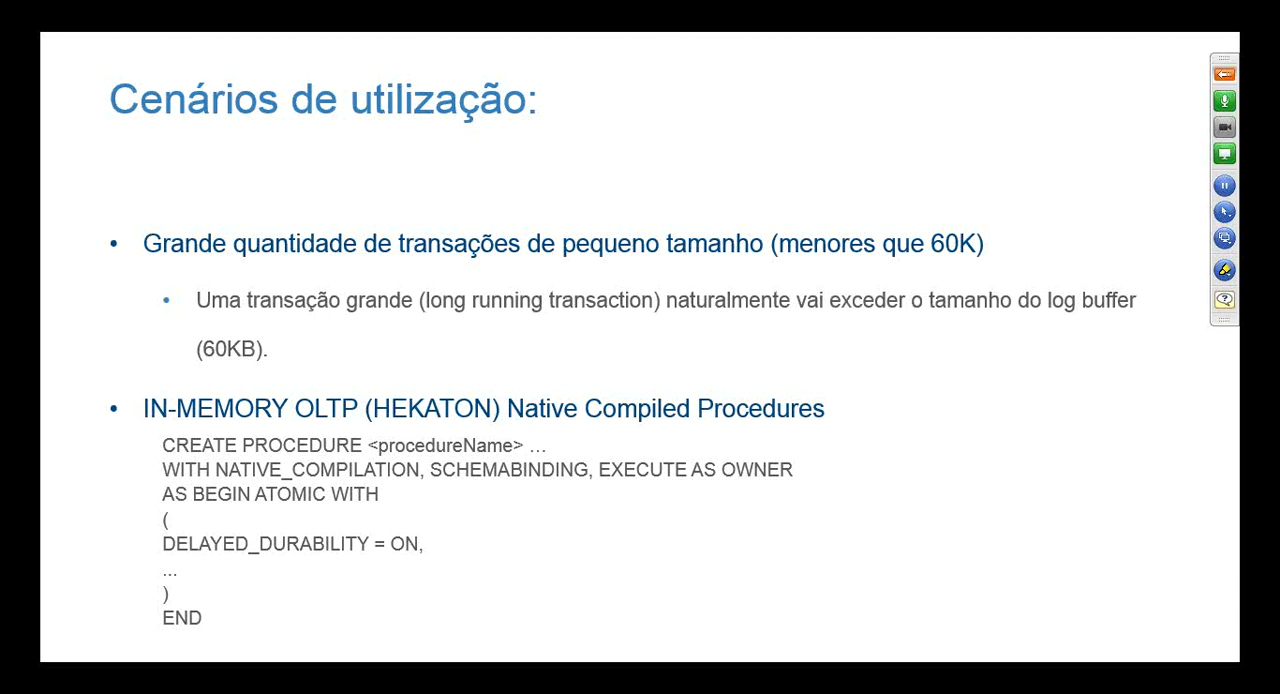 Cenários de utilização:
• Grande quantidade de transações de pequeno tamanho (menores que 60K)
• Uma transação grande (long running transaction) naturalmente vai exceder o tamanho do log buffer
(60KB).
• IN-MEMORY OLTP (HEKATON) Native Compiled Procedures
CREATE PROCEDURE <procedureName> …
WITH NATIVE_COMPILATION, SCHEMABINDING, EXECUTE AS OWNER
AS BEGIN ATOMIC WITH
(
DELAYED_DURABILITY = ON,
...
)
END